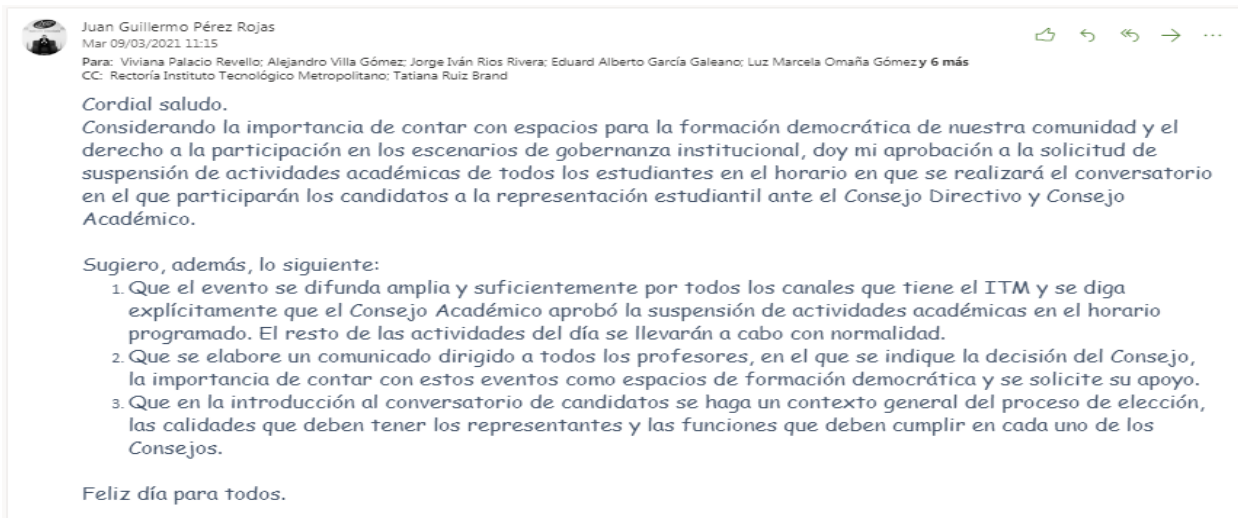 Juan Guillermo Pérez Rojas
Mar 09/03/2021 11:15
Para: Viviana Palacio Revello; Alejandro Villa Gómez; Jorge Iván Rios Rivera; Eduard Alberto García Galeano; Luz Marcela Omaña Gómez y 6 más
CC: Rectoría Instituto Tecnológico Metropolitano; Tatiana Ruiz Brand
Cordial saludo.
Considerando la importancia de contar con espacios para la formación democrática de nuestra comunidad y el
derecho a la participación en los escenarios de gobernanza institucional, doy mi aprobación a la solicitud de
suspensión de actividades académicas de todos los estudiantes en el horario en que se realizará el conversatorio
en el que participarán los candidatos a la representación estudiantil ante el Consejo Directivo y Consejo
Académico.
Sugiero, además, lo siguiente:
1. Que el evento se difunda amplia y suficientemente por todos los canales que tiene el ITM y se diga
explícitamente que el Consejo Académico aprobó la suspensión de actividades académicas en el horario
programado. El resto de las actividades del día se llevarán a cabo con normalidad.
2. Que se elabore un comunicado dirigido a todos los profesores, en el que se indique la decisión del Consejo,
la importancia de contar con estos eventos como espacios de formación democrática y se solicite su apoyo.
3. Que en la introducción al conversatorio de candidatos se haga un contexto general del proceso de elección,
las calidades que deben tener los representantes y las funciones que deben cumplir en cada uno de los
Consejos.
Feliz día para todos.